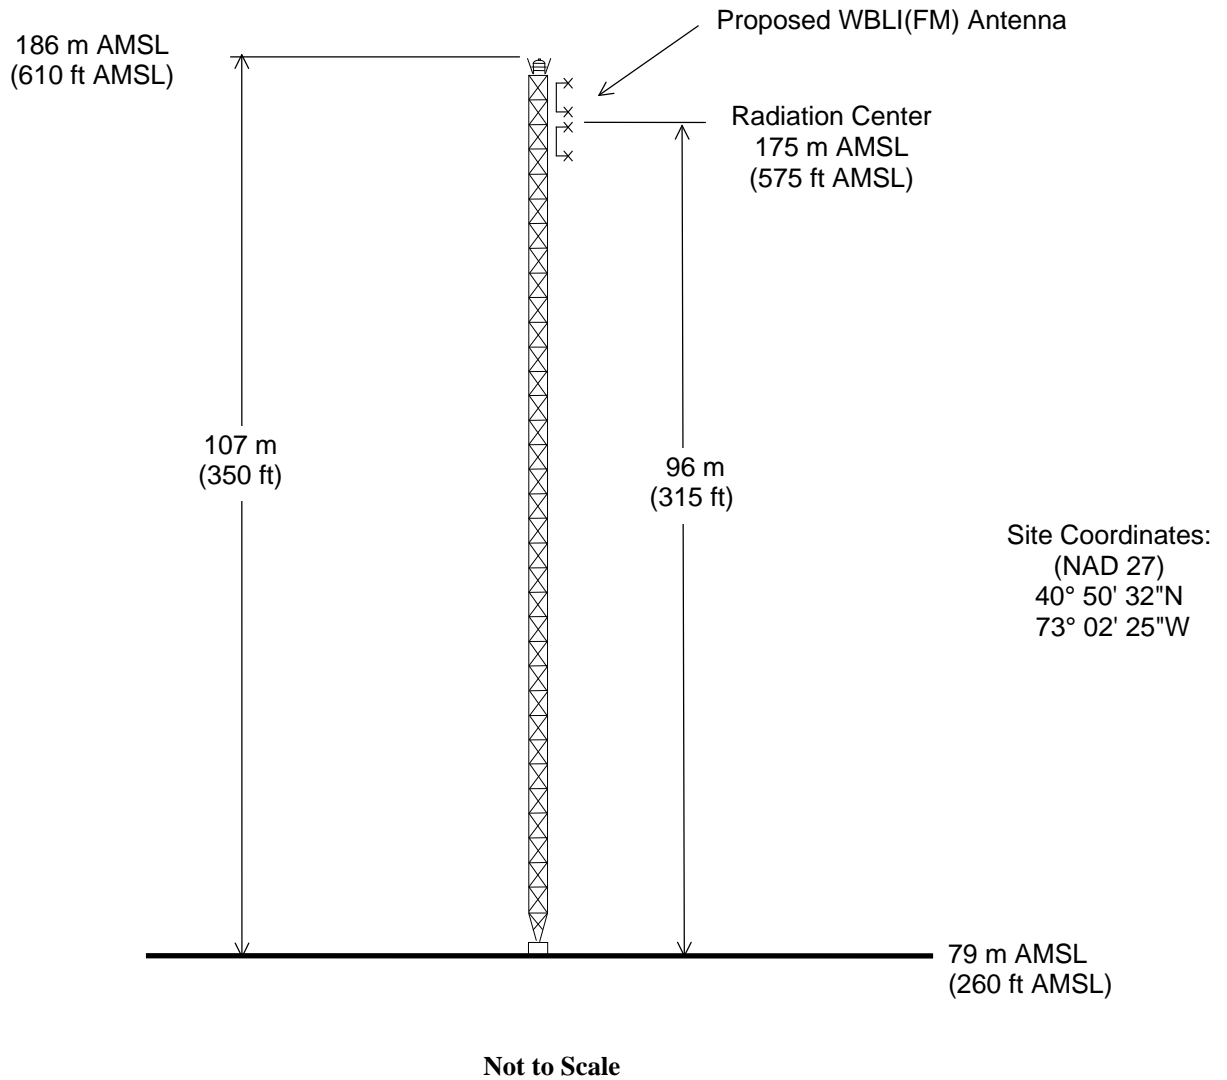 Proposed WBLI(FM) Antenna
186 m AMSL
(610 ft AMSL)
Radiation Center
175 m AMSL
(575 ft AMSL)
107 m
(350 ft)
96 m
(315 ft)
Site Coordinates:
(NAD 27)
40° 50' 32"N
73° 02' 25"W
79 m AMSL
(260 ft AMSL)
Not to Scale